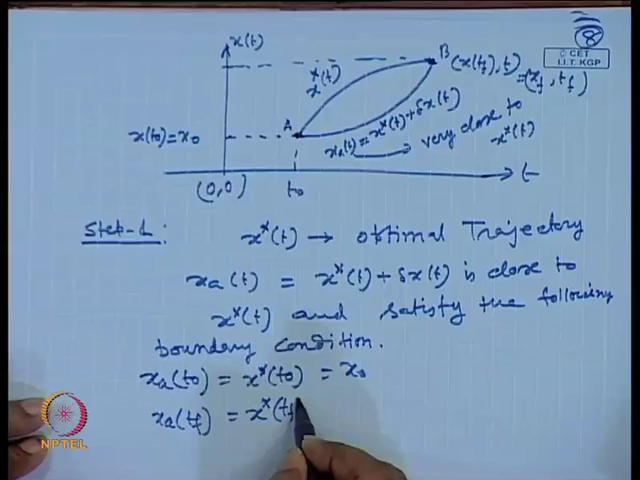 8
© CET
I.I.T. KGP
x(t)
B
(x(tf), t)
=(xf, tf)
x*(t)
A
x(t0)=x0
xa(t)=x*(t)+δx(t)
very close to
x*(t)
(0,0)
t0
t
Step-1:
x*(t) → optimal Trajectory
xa(t) = x*(t)+δx(t) is close to
x*(t) and satisfy the following
boundary condition.
xa(t0) = x*(t0) = x0
xa(tf) = x*(tf
NPTEL